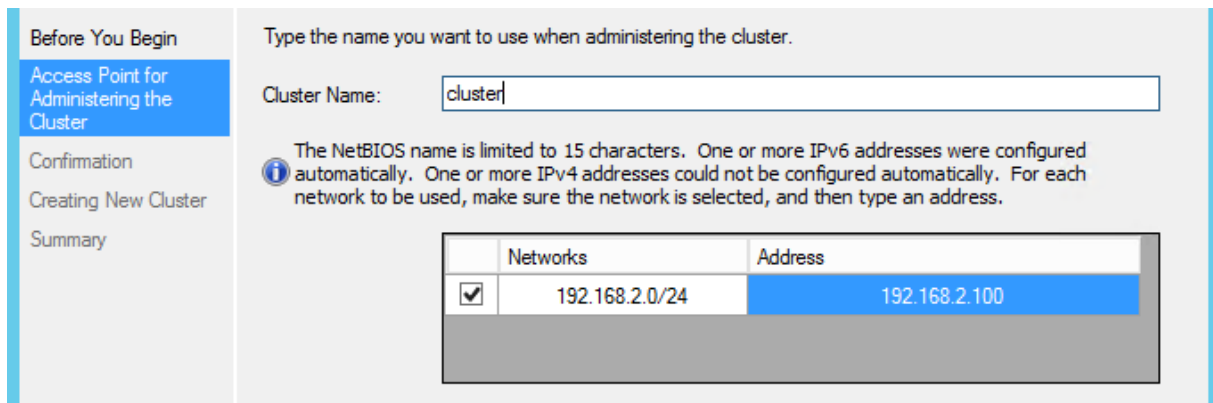 Before You Begin
Access Point for
Administering the
Cluster
Confirmation
Creating New Cluster
Summary
Type the name you want to use when administering the cluster.
Cluster Name:
cluster
The NetBIOS name is limited to 15 characters. One or more IPv6 addresses were configured
automatically. One or more IPv4 addresses could not be configured automatically. For each
network to be used, make sure the network is selected, and then type an address.
Networks Address
192.168.2.0/24 192.168.2.100